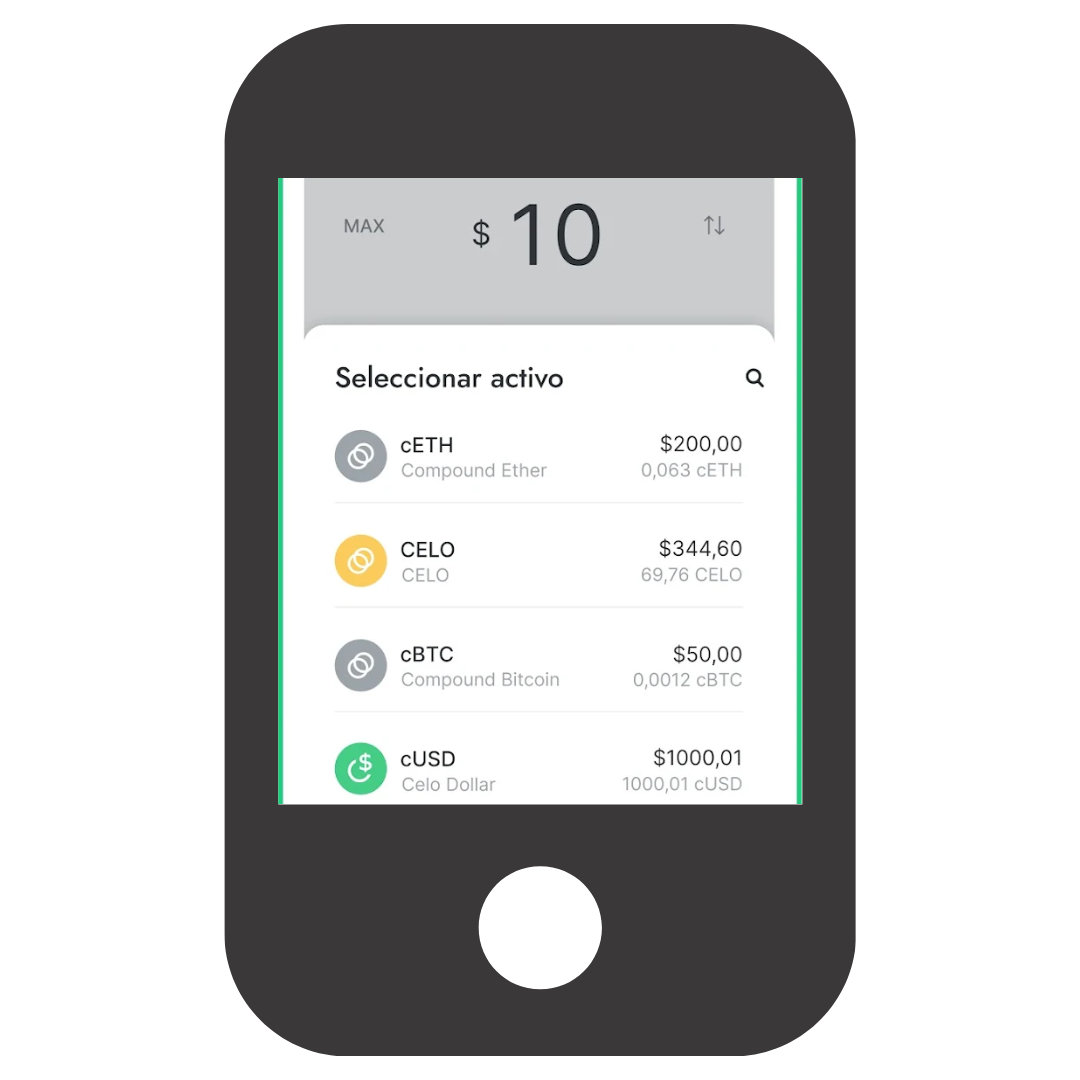 MAX $ 10
Seleccionar activo
cETH $200,00
Compound Ether 0,063 cETH
CELO $344,60
CELO 69,76 CELO
cBTC $50,00
Compound Bitcoin 0,0012 cBTC
cUSD $1000,01
Celo Dollar 1000,01 cUSD